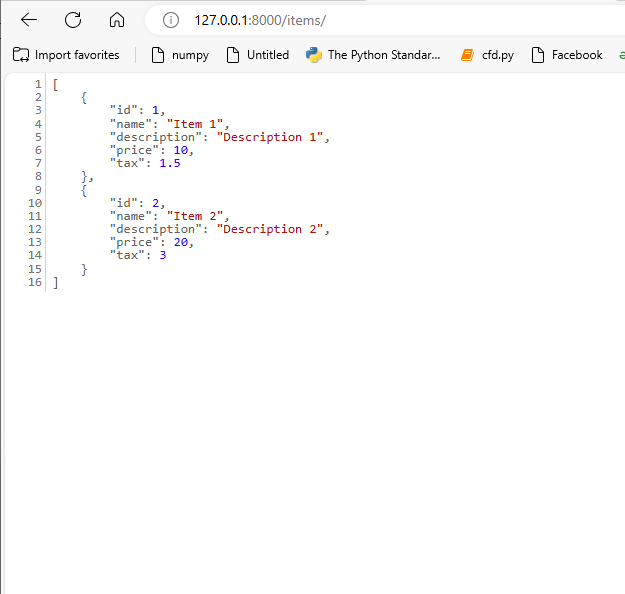 127.0.0.1:8000/items/
Import favorites numpy Untitled The Python Standar... cfd.py Facebook
1 [
2     {
3         "id": 1,
4         "name": "Item 1",
5         "description": "Description 1",
6         "price": 10,
7         "tax": 1.5
8     },
9     {
10         "id": 2,
11         "name": "Item 2",
12         "description": "Description 2",
13         "price": 20,
14         "tax": 3
15     }
16 ]